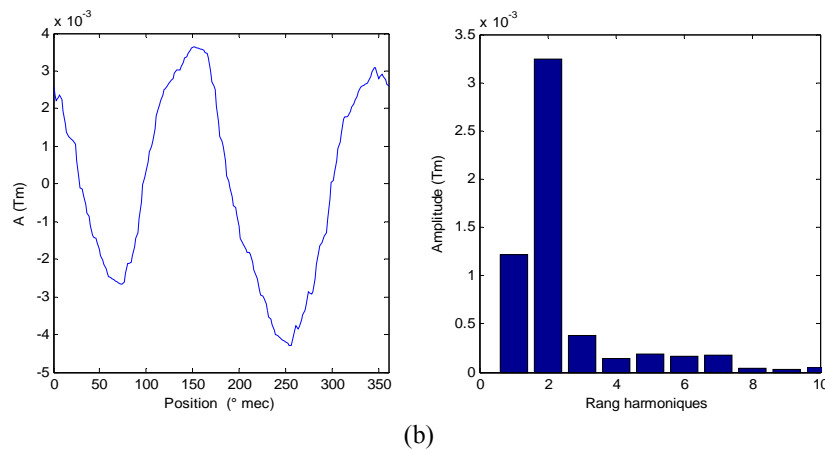 x 10⁻³
4
3
2
1
0
-1
-2
-3
-4
-5
A (Tm)
0 50 100 150 200 250 300 350
Position (° mec)
x 10⁻³
3.5
3
2.5
2
1.5
1
0.5
0
Amplitude (Tm)
0 2 4 6 8 10
Rang harmoniques
(b)